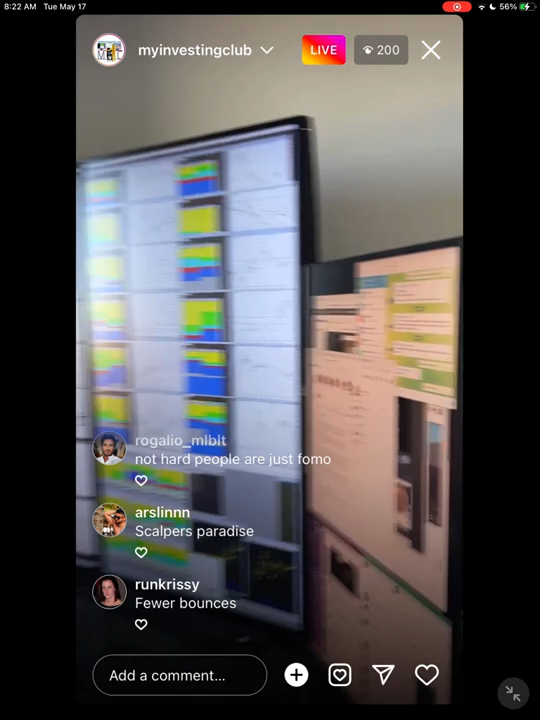 8:22 AM Tue May 17
56%
myinvestingclub
LIVE
200
rogalio_mlblt
not hard people are just fomo
arslinnn
Scalpers paradise
runkrissy
Fewer bounces
Add a comment...